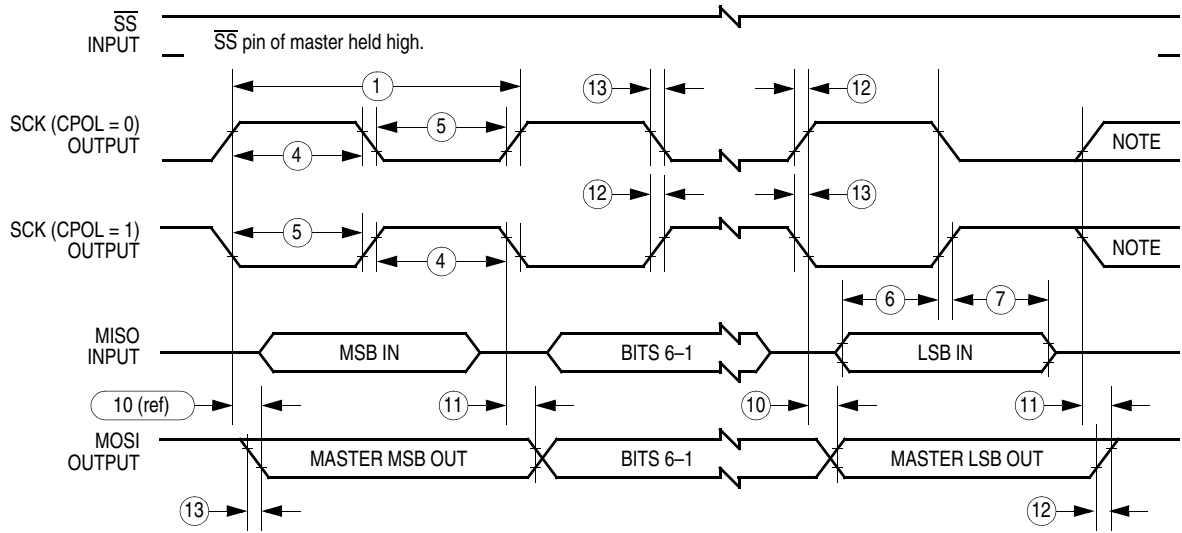 SS
INPUT
SS pin of master held high.
1
13
12
SCK (CPOL = 0)
OUTPUT
5
4
NOTE
12
13
SCK (CPOL = 1)
OUTPUT
5
4
NOTE
6
7
MISO
INPUT
MSB IN
BITS 6–1
LSB IN
10 (ref)
11
10
11
MOSI
OUTPUT
MASTER MSB OUT
BITS 6–1
MASTER LSB OUT
13
12